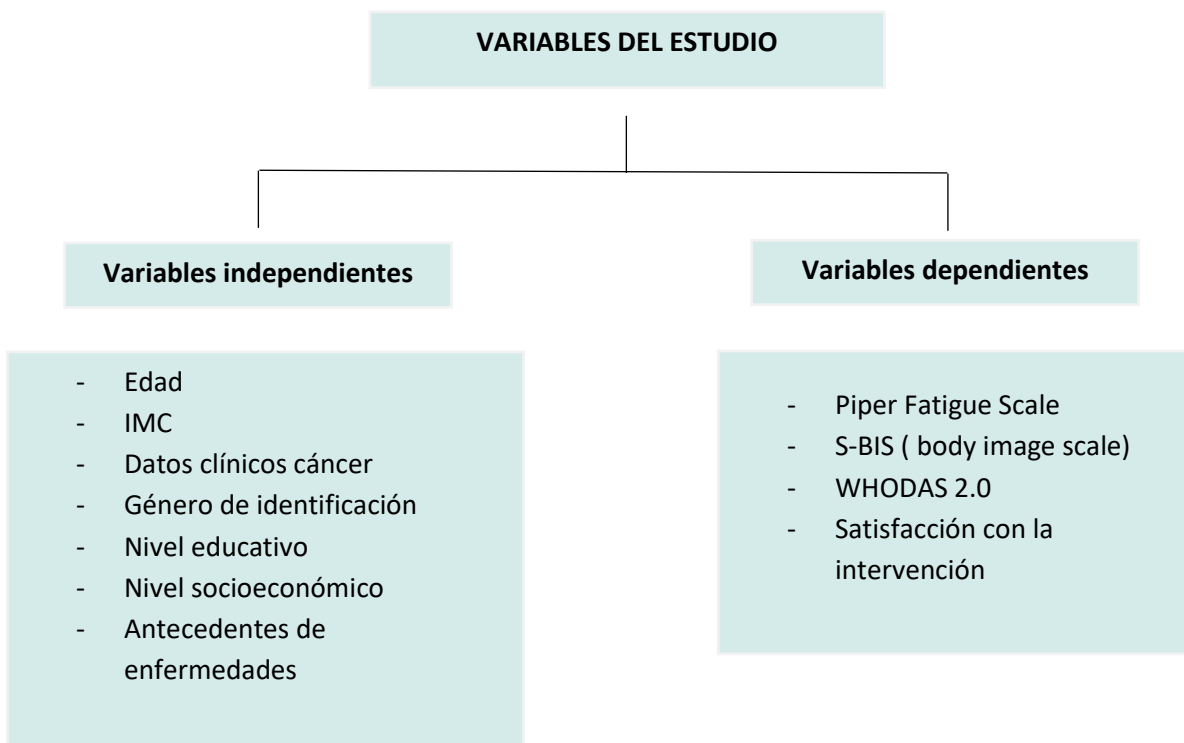 VARIABLES DEL ESTUDIO
Variables independientes
- Edad
- IMC
- Datos clínicos cáncer
- Género de identificación
- Nivel educativo
- Nivel socioeconómico
- Antecedentes de
enfermedades
Variables dependientes
- Piper Fatigue Scale
- S-BIS ( body image scale)
- WHODAS 2.0
- Satisfacción con la
intervención